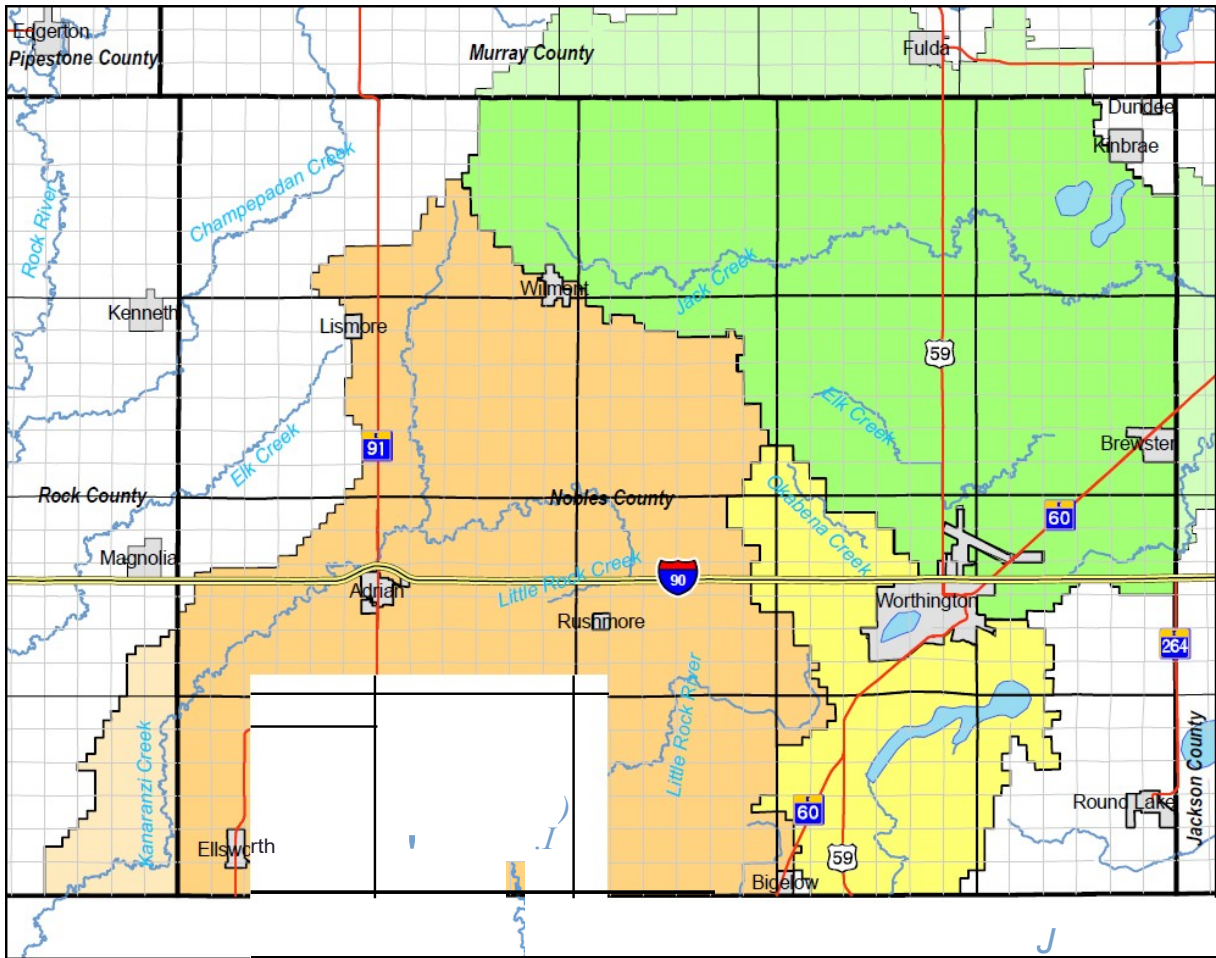 Edgerton
Pipestone County
Murray County
Fulda
Dundee
Kinbrae
Champepadan Creek
Rock River
Jack Creek
Wilmont
Kenneth
Lismore
59
Elk Creek
Elk Creek
91
Brewster
Rock County
Nobles County
Okabena Creek
60
Magnolia
Little Rock Creek
90
Adrian
Worthington
Rushmore
264
Little Rock River
Kanaranzi Creek
Jackson County
Round Lake
60
Ellsworth
'
.I
)
59
Bigelow
J